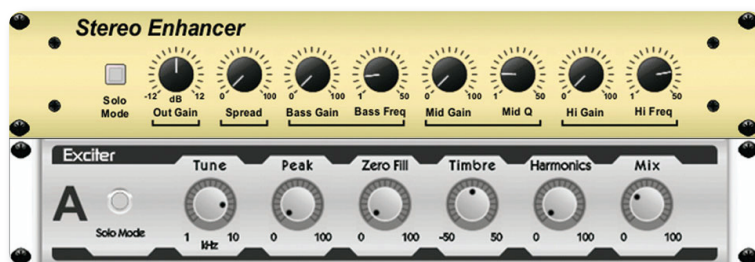 Stereo Enhancer
Solo Mode
-12 dB 12 0 100 0 100 1 50 0 100 1 50 0 100 1 50
Out Gain Spread Bass Gain Bass Freq Mid Gain Mid Q Hi Gain Hi Freq
Exciter
Tune Peak Zero Fill Timbre Harmonics Mix
A
Solo Mode
1 kHz 10 0 100 0 100 -50 50 0 100 0 100